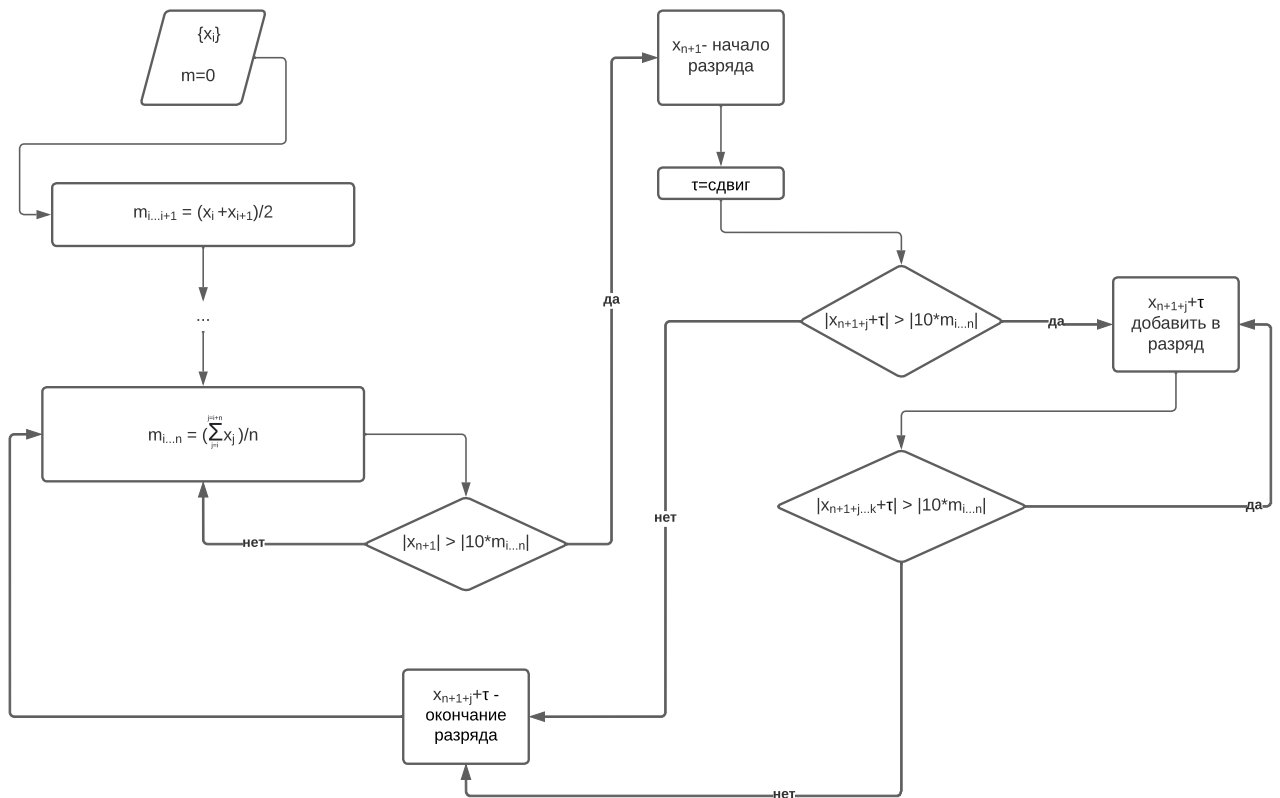 {xᵢ}
m=0
mᵢ…ᵢ₊₁ = (xᵢ +xᵢ₊₁)/2
...
j=i+n
mᵢ…ₙ = (∑xⱼ )/n
j=i
|xₙ₊₁| > |10*mᵢ…ₙ|
нет
да
xₙ₊₁- начало
разряда
τ=сдвиг
|xₙ₊₁₊ⱼ+τ| > |10*mᵢ…ₙ|
да
нет
xₙ₊₁₊ⱼ+τ
добавить в
разряд
|xₙ₊₁₊ⱼ…ₖ+τ| > |10*mᵢ…ₙ|
да
нет
xₙ₊₁₊ⱼ+τ -
окончание
разряда